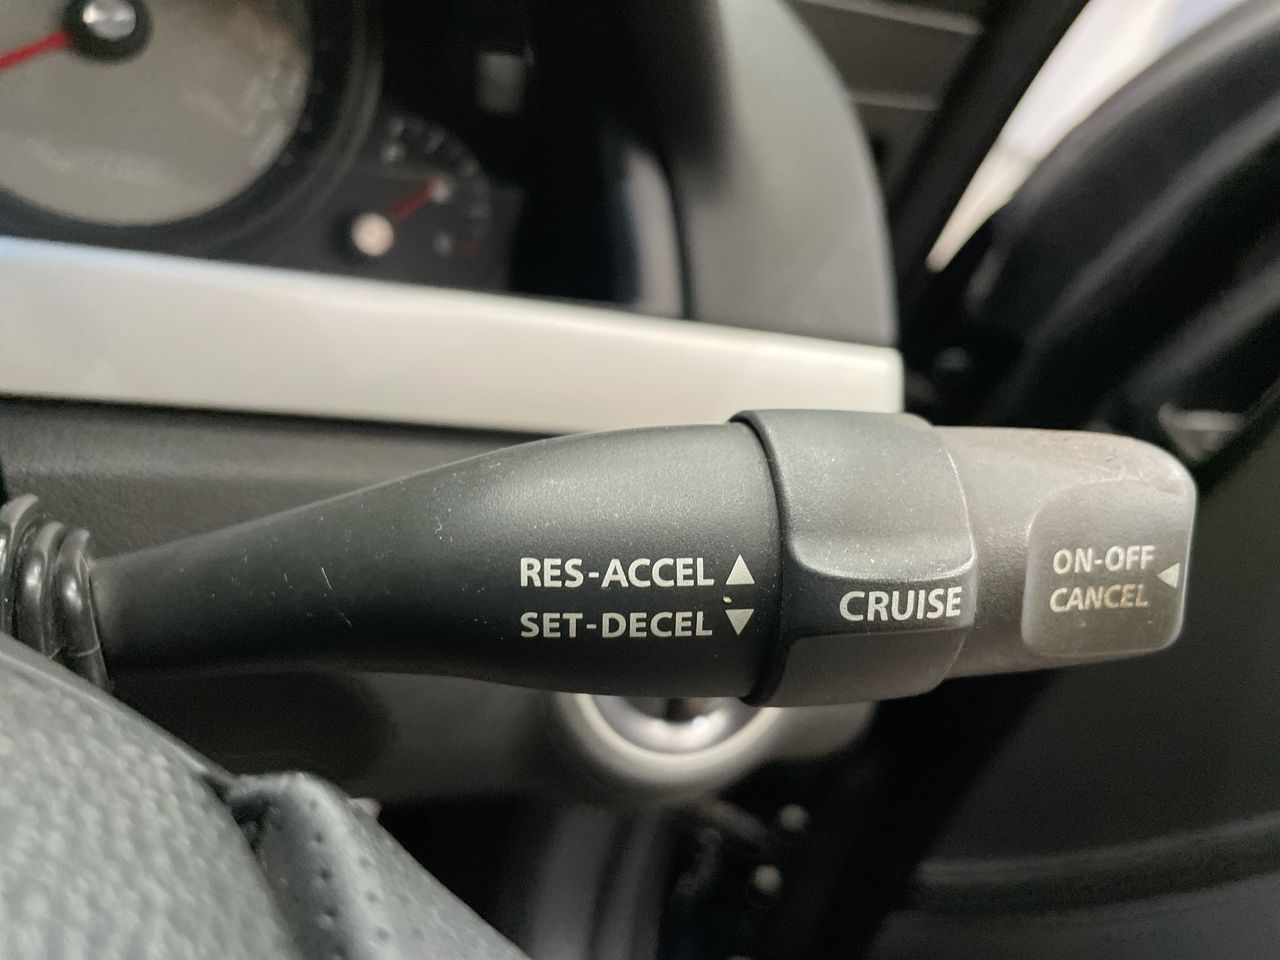 RES-ACCEL ▲
SET-DECEL ▼
CRUISE
ON-OFF
CANCEL ◀